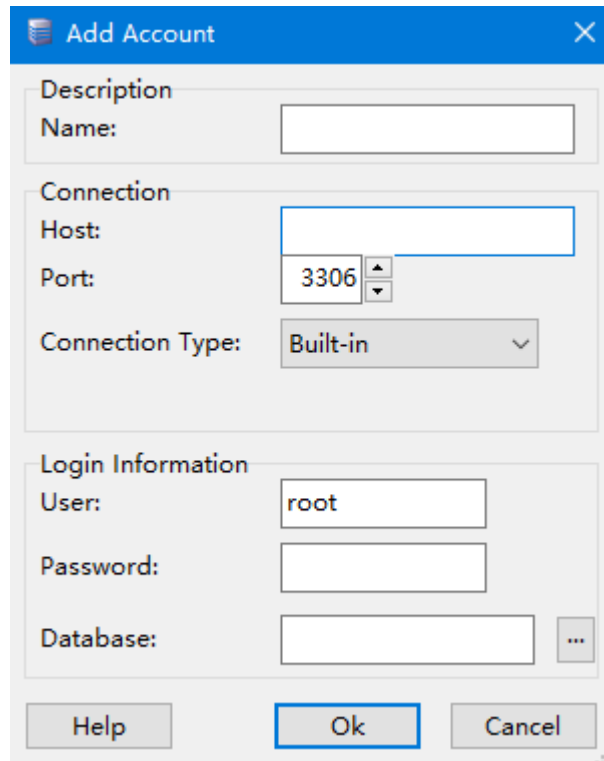 Add Account
Description
Name:
Connection
Host:
Port: 3306
Connection Type: Built-in
Login Information
User: root
Password:
Database: ...
Help Ok Cancel